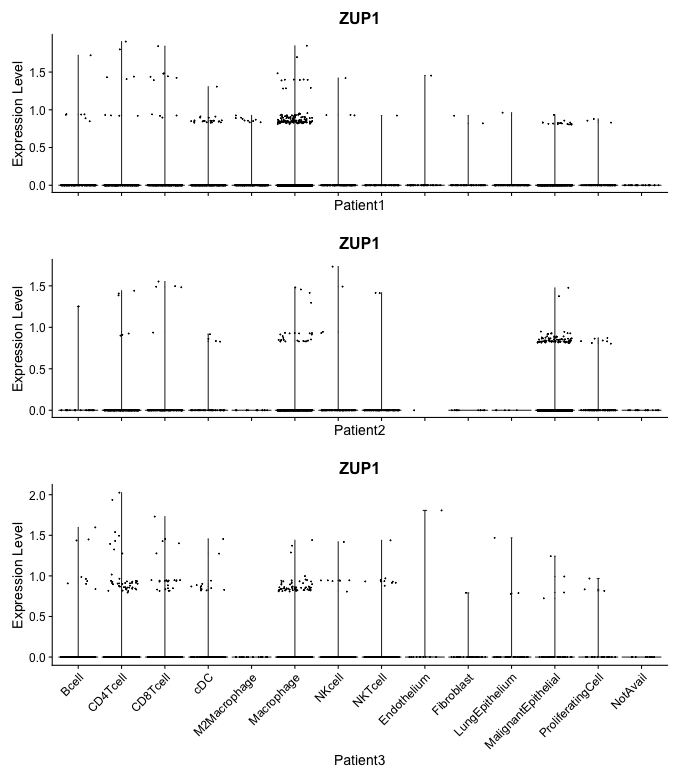 ZUP1
Expression Level
1.5
1.0
0.5
0.0
Patient1
ZUP1
Expression Level
1.5
1.0
0.5
0.0
Patient2
ZUP1
Expression Level
2.0
1.5
1.0
0.5
0.0
Bcell
CD4Tcell
CD8Tcell
cDC
M2Macrophage
Macrophage
NKcell
NKTcell
Endothelium
Fibroblast
LungEpithelium
MalignantEpithelial
ProliferatingCell
NotAvail
Patient3